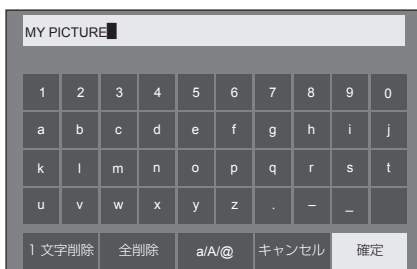 MY PICTURE
1 2 3 4 5 6 7 8 9 0
a b c d e f g h i j
k l m n o p q r s t
u v w x y z . – _
1文字削除 全削除 a/A/@ キャンセル 確定